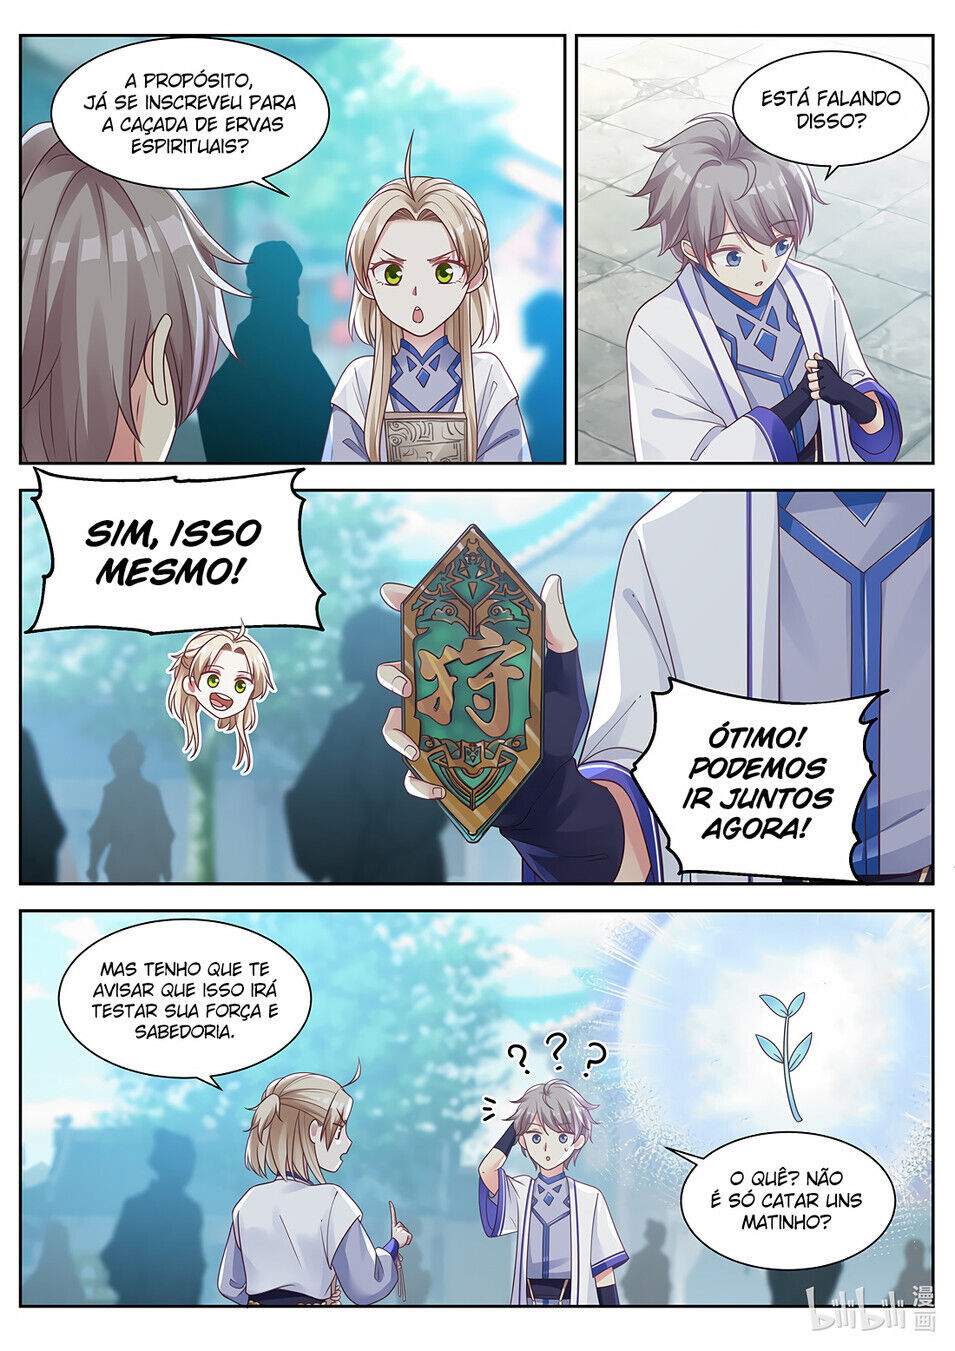 A PROPÓSITO,
JÁ SE INSCREVEU PARA
A CAÇADA DE ERVAS
ESPIRITUAIS?
ESTÁ FALANDO
DISSO?
SIM, ISSO
MESMO!
狩
ÓTIMO!
PODEMOS
IR JUNTOS
AGORA!
MAS TENHO QUE TE
AVISAR QUE ISSO IRÁ
TESTAR SUA FORÇA E
SABEDORIA.
? ? ?
O QUÊ? NÃO
É SÓ CATAR UNS
MATINHO?
bilibili 漫画